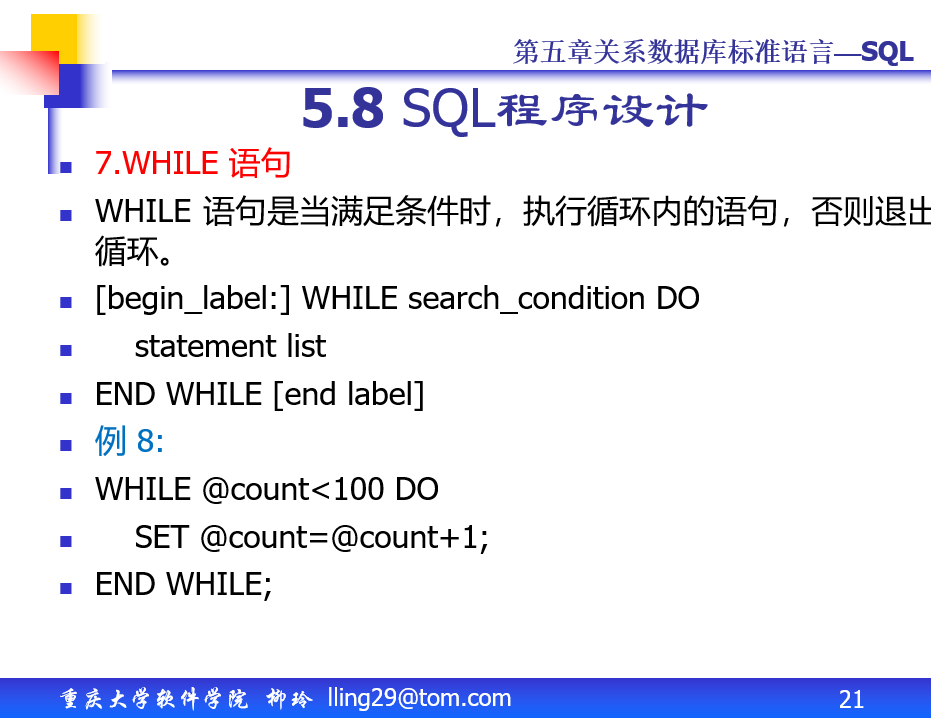 第五章关系数据库标准语言—SQL
5.8 SQL程序设计
7.WHILE 语句
WHILE 语句是当满足条件时，执行循环内的语句，否则退出
循环。
[begin_label:] WHILE search_condition DO
statement list
END WHILE [end label]
例 8:
WHILE @count<100 DO
SET @count=@count+1;
END WHILE;
重庆大学软件学院 柳玲 lling29@tom.com 21